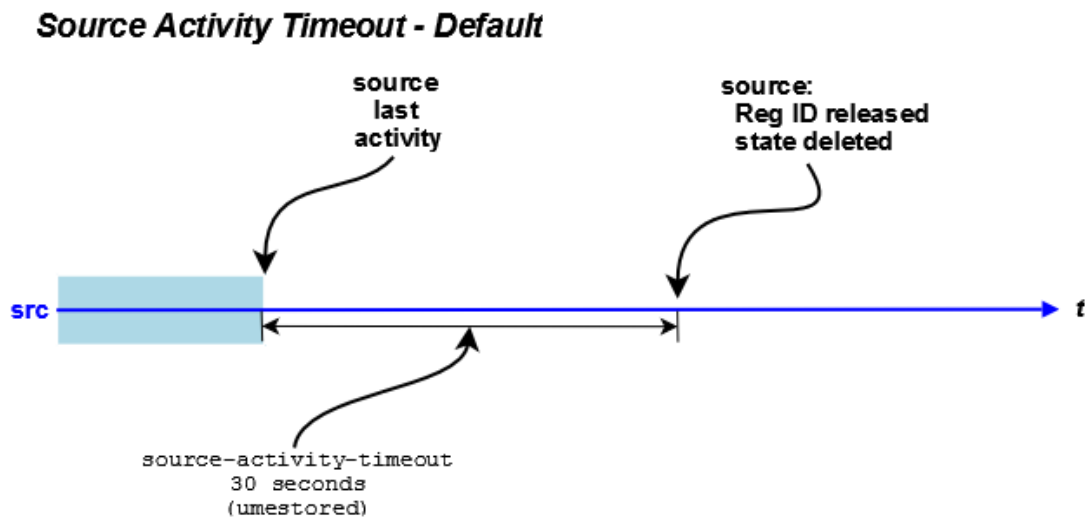 Source Activity Timeout - Default
source
last
activity
source:
Reg ID released
state deleted
src
t
source-activity-timeout
30 seconds
(umestored)